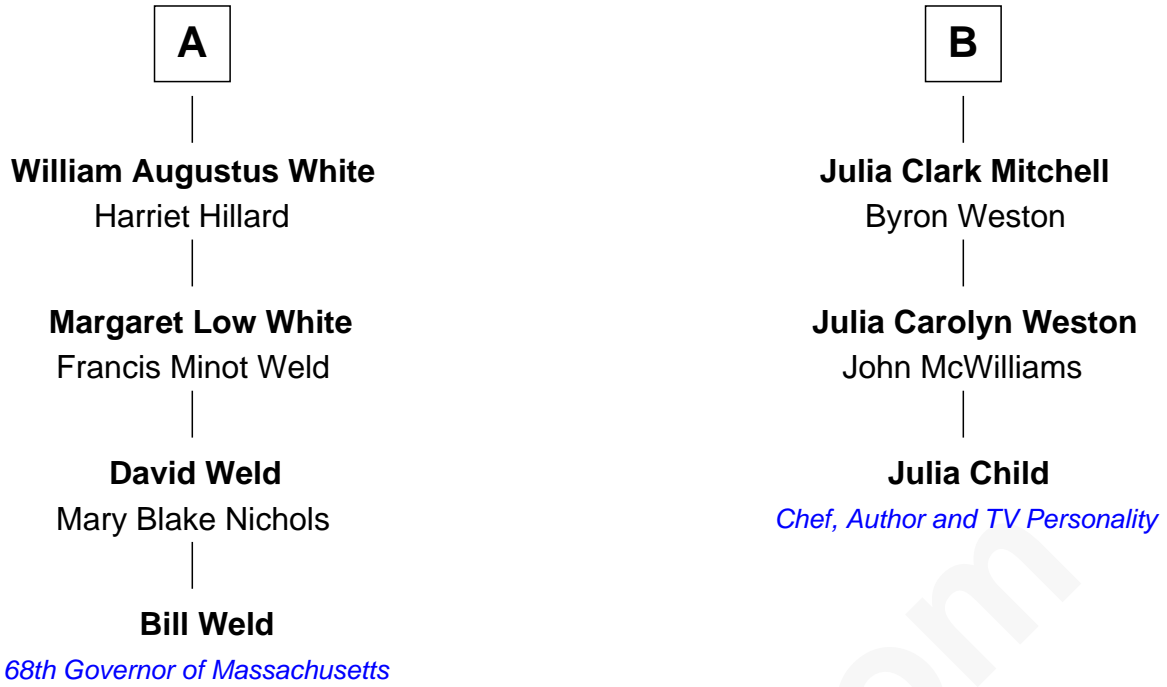 A
William Augustus White
Harriet Hillard
Margaret Low White
Francis Minot Weld
David Weld
Mary Blake Nichols
Bill Weld
68th Governor of Massachusetts
B
Julia Clark Mitchell
Byron Weston
Julia Carolyn Weston
John McWilliams
Julia Child
Chef, Author and TV Personality
om